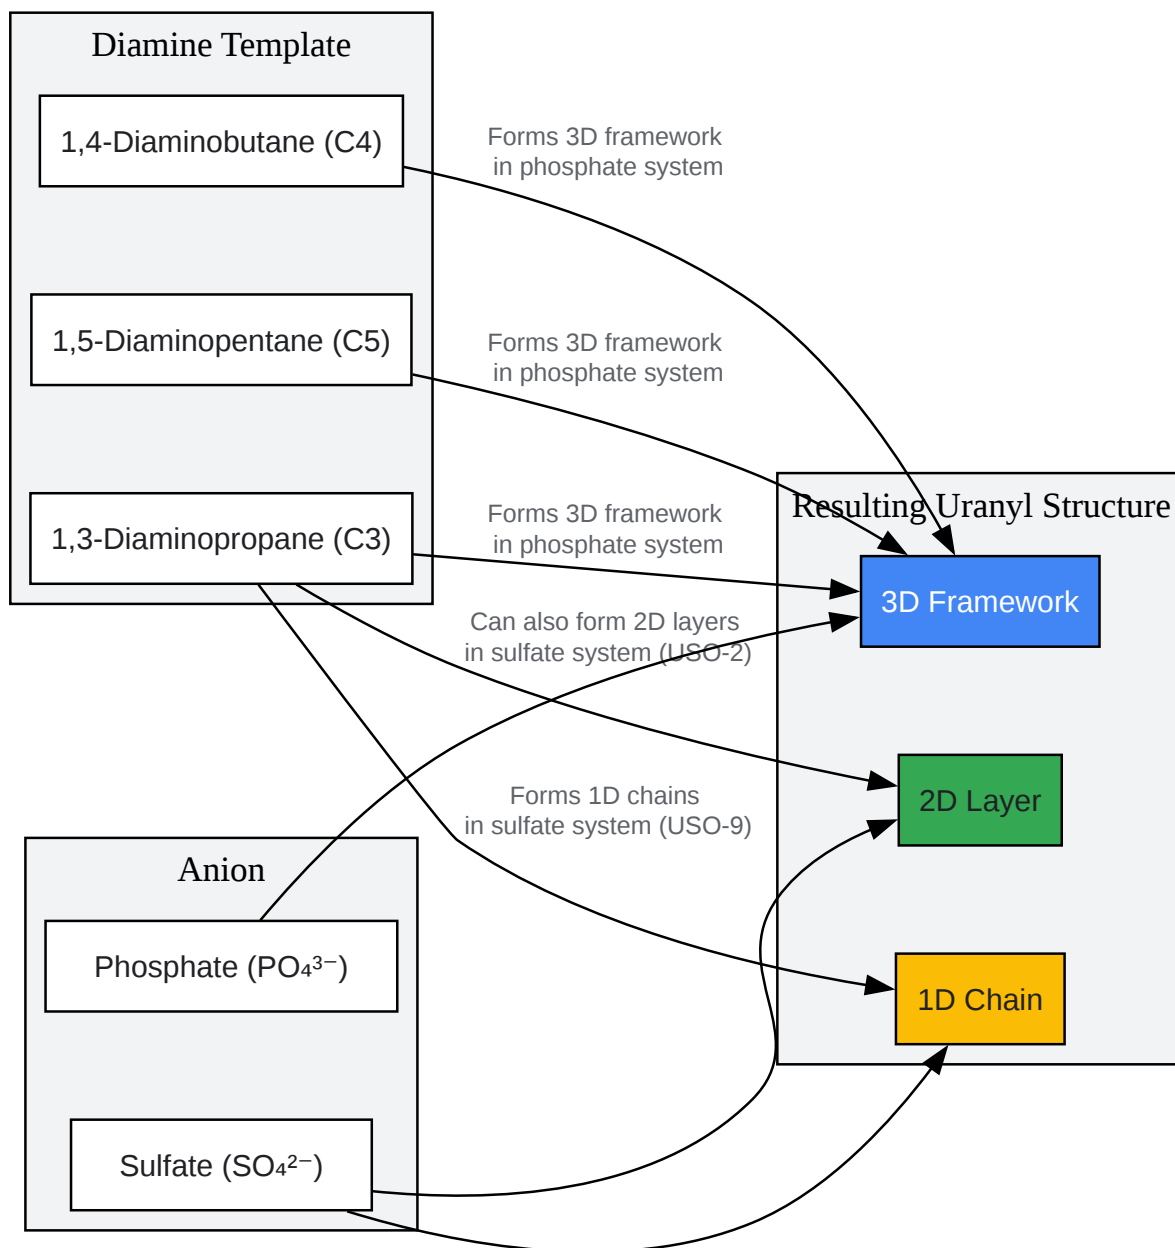 Diamine Template
1,4-Diaminobutane (C4)
1,5-Diaminopentane (C5)
1,3-Diaminopropane (C3)
Forms 3D framework
in phosphate system
Forms 3D framework
in phosphate system
Forms 3D framework
in phosphate system
Can also form 2D layers
in sulfate system (USO-2)
Forms 1D chains
in sulfate system (USO-9)
Resulting Uranyl Structure
3D Framework
2D Layer
1D Chain
Anion
Phosphate (PO₄³⁻)
Sulfate (SO₄²⁻)